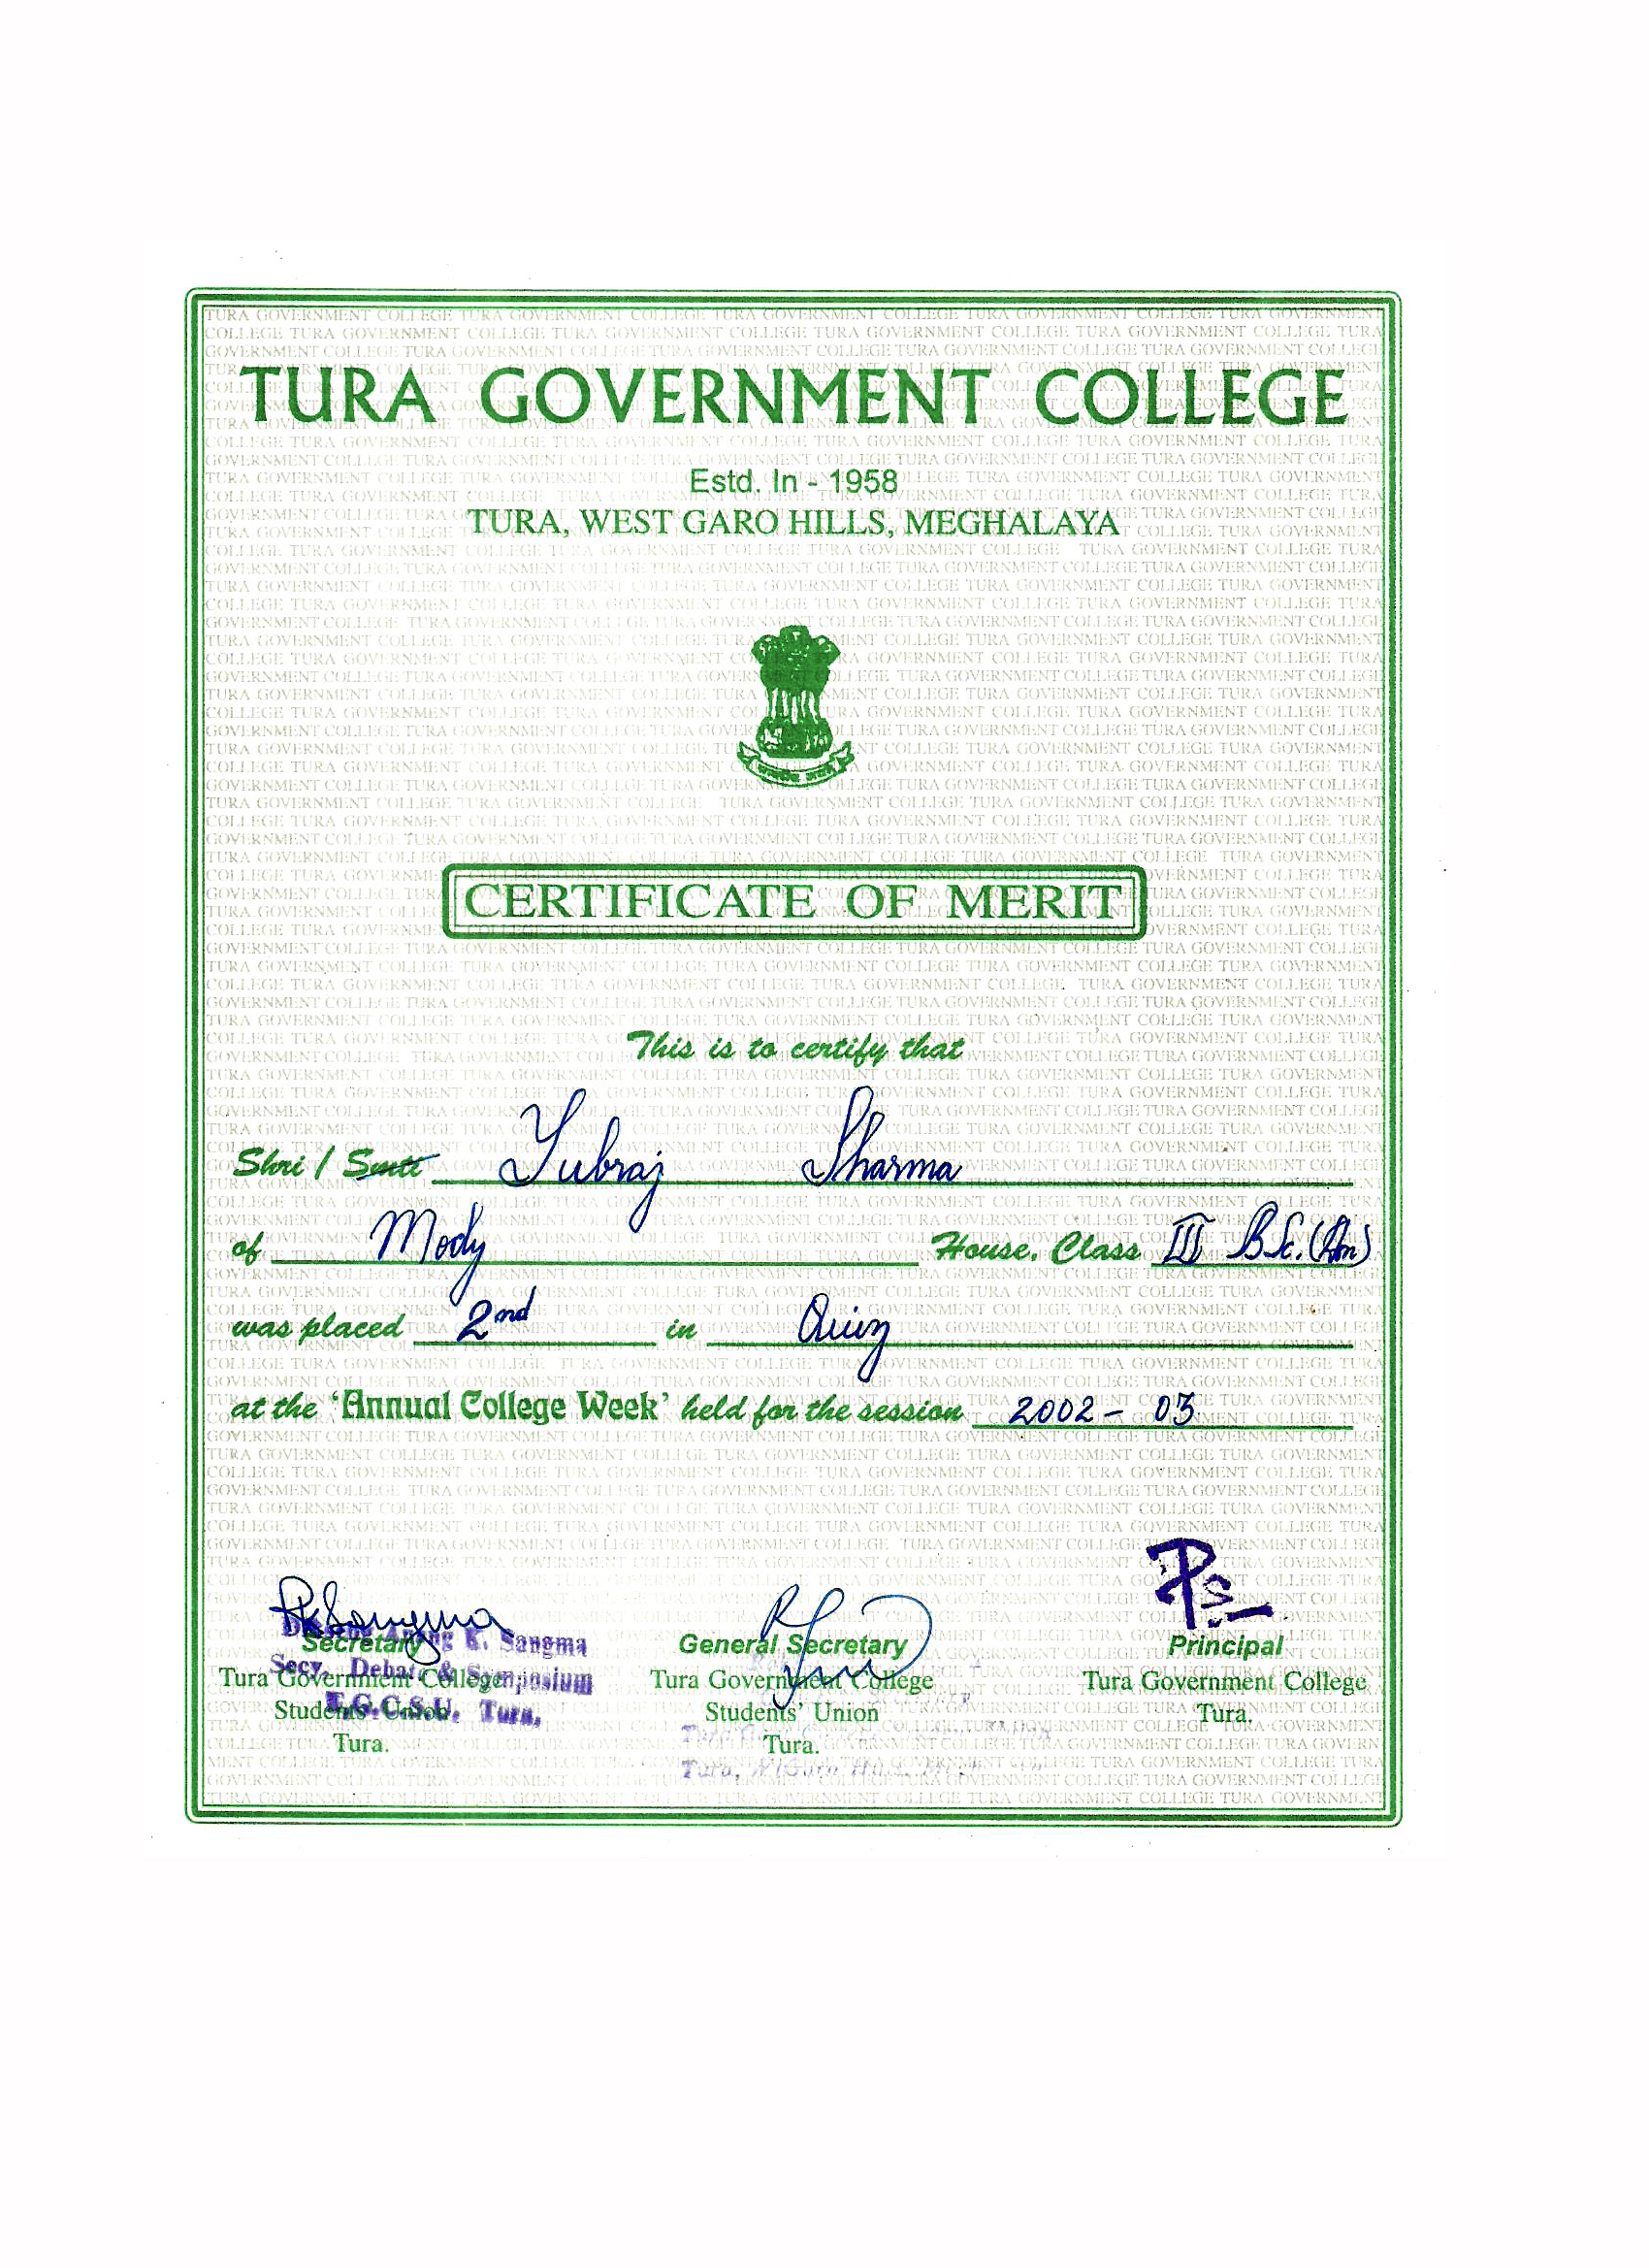 TURA GOVERNMENT COLLEGE
Estd. In - 1958
TURA, WEST GARO HILLS, MEGHALAYA
CERTIFICATE OF MERIT
This is to certify that
Shri / Smti Yubraj Sharma
of Mody House, Class III B.Sc. (Hn)
was placed 2nd in Quiz
at the 'Annual College Week' held for the session 2002 - 03
Secretary
Tura Government College
Students' Union
Tura.
K. Sangma
Secy. Debate & Symposium
T.G.C.S.U. Tura.
General Secretary
Tura Government College
Students' Union
Tura.
Principal
Tura Government College
Tura.